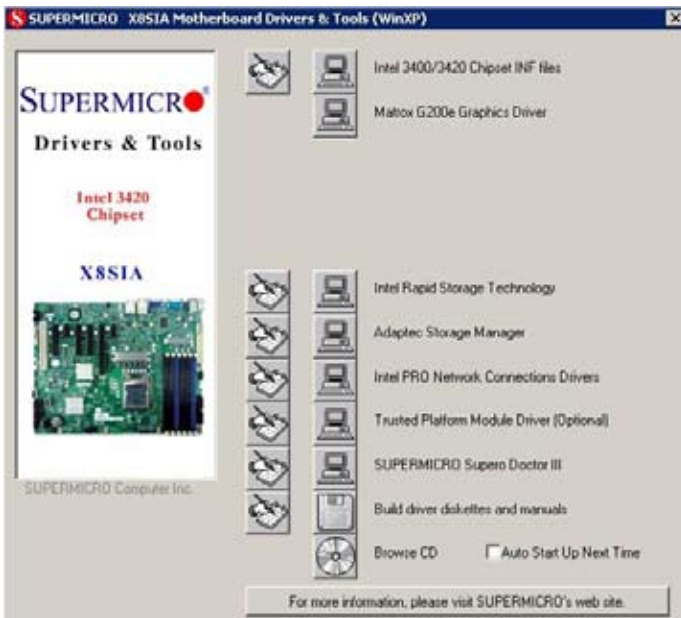 SUPERMICRO X8SIA Motherboard Drivers & Tools (WinXP)
SUPERMICRO
Drivers & Tools
Intel 3420
Chipset
X8SIA
SUPERMICRO Computer Inc.
Intel 3400/3420 Chipset INF files
Matrox G200e Graphics Driver
Intel Rapid Storage Technology
Adaptec Storage Manager
Intel PRO Network Connections Drivers
Trusted Platform Module Driver (Optional)
SUPERMICRO Supero Doctor III
Build driver diskettes and manuals
Browse CD
Auto Start Up Next Time
For more information, please visit SUPERMICRO's web site.